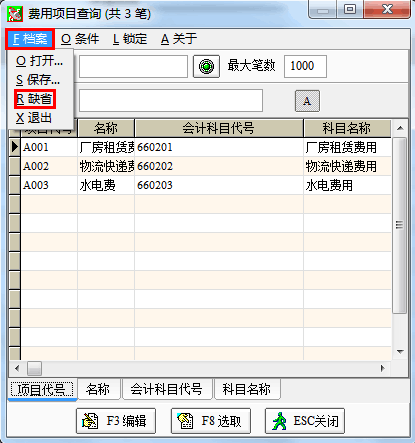 费用项目查询 (共 3 笔)
F 档案 O 条件 L 锁定 A 关于
O 打开...
S 保存...
R 缺省
X 退出
最大笔数 1000
A
项目代号 名称 会计科目代号 科目名称
A001 厂房租赁费 660201 厂房租赁费用
A002 物流快递费 660202 物流快递费用
A003 水电费 660203 水电费用
项目代号 名称 会计科目代号 科目名称
F3 编辑 F8 选取 ESC关闭